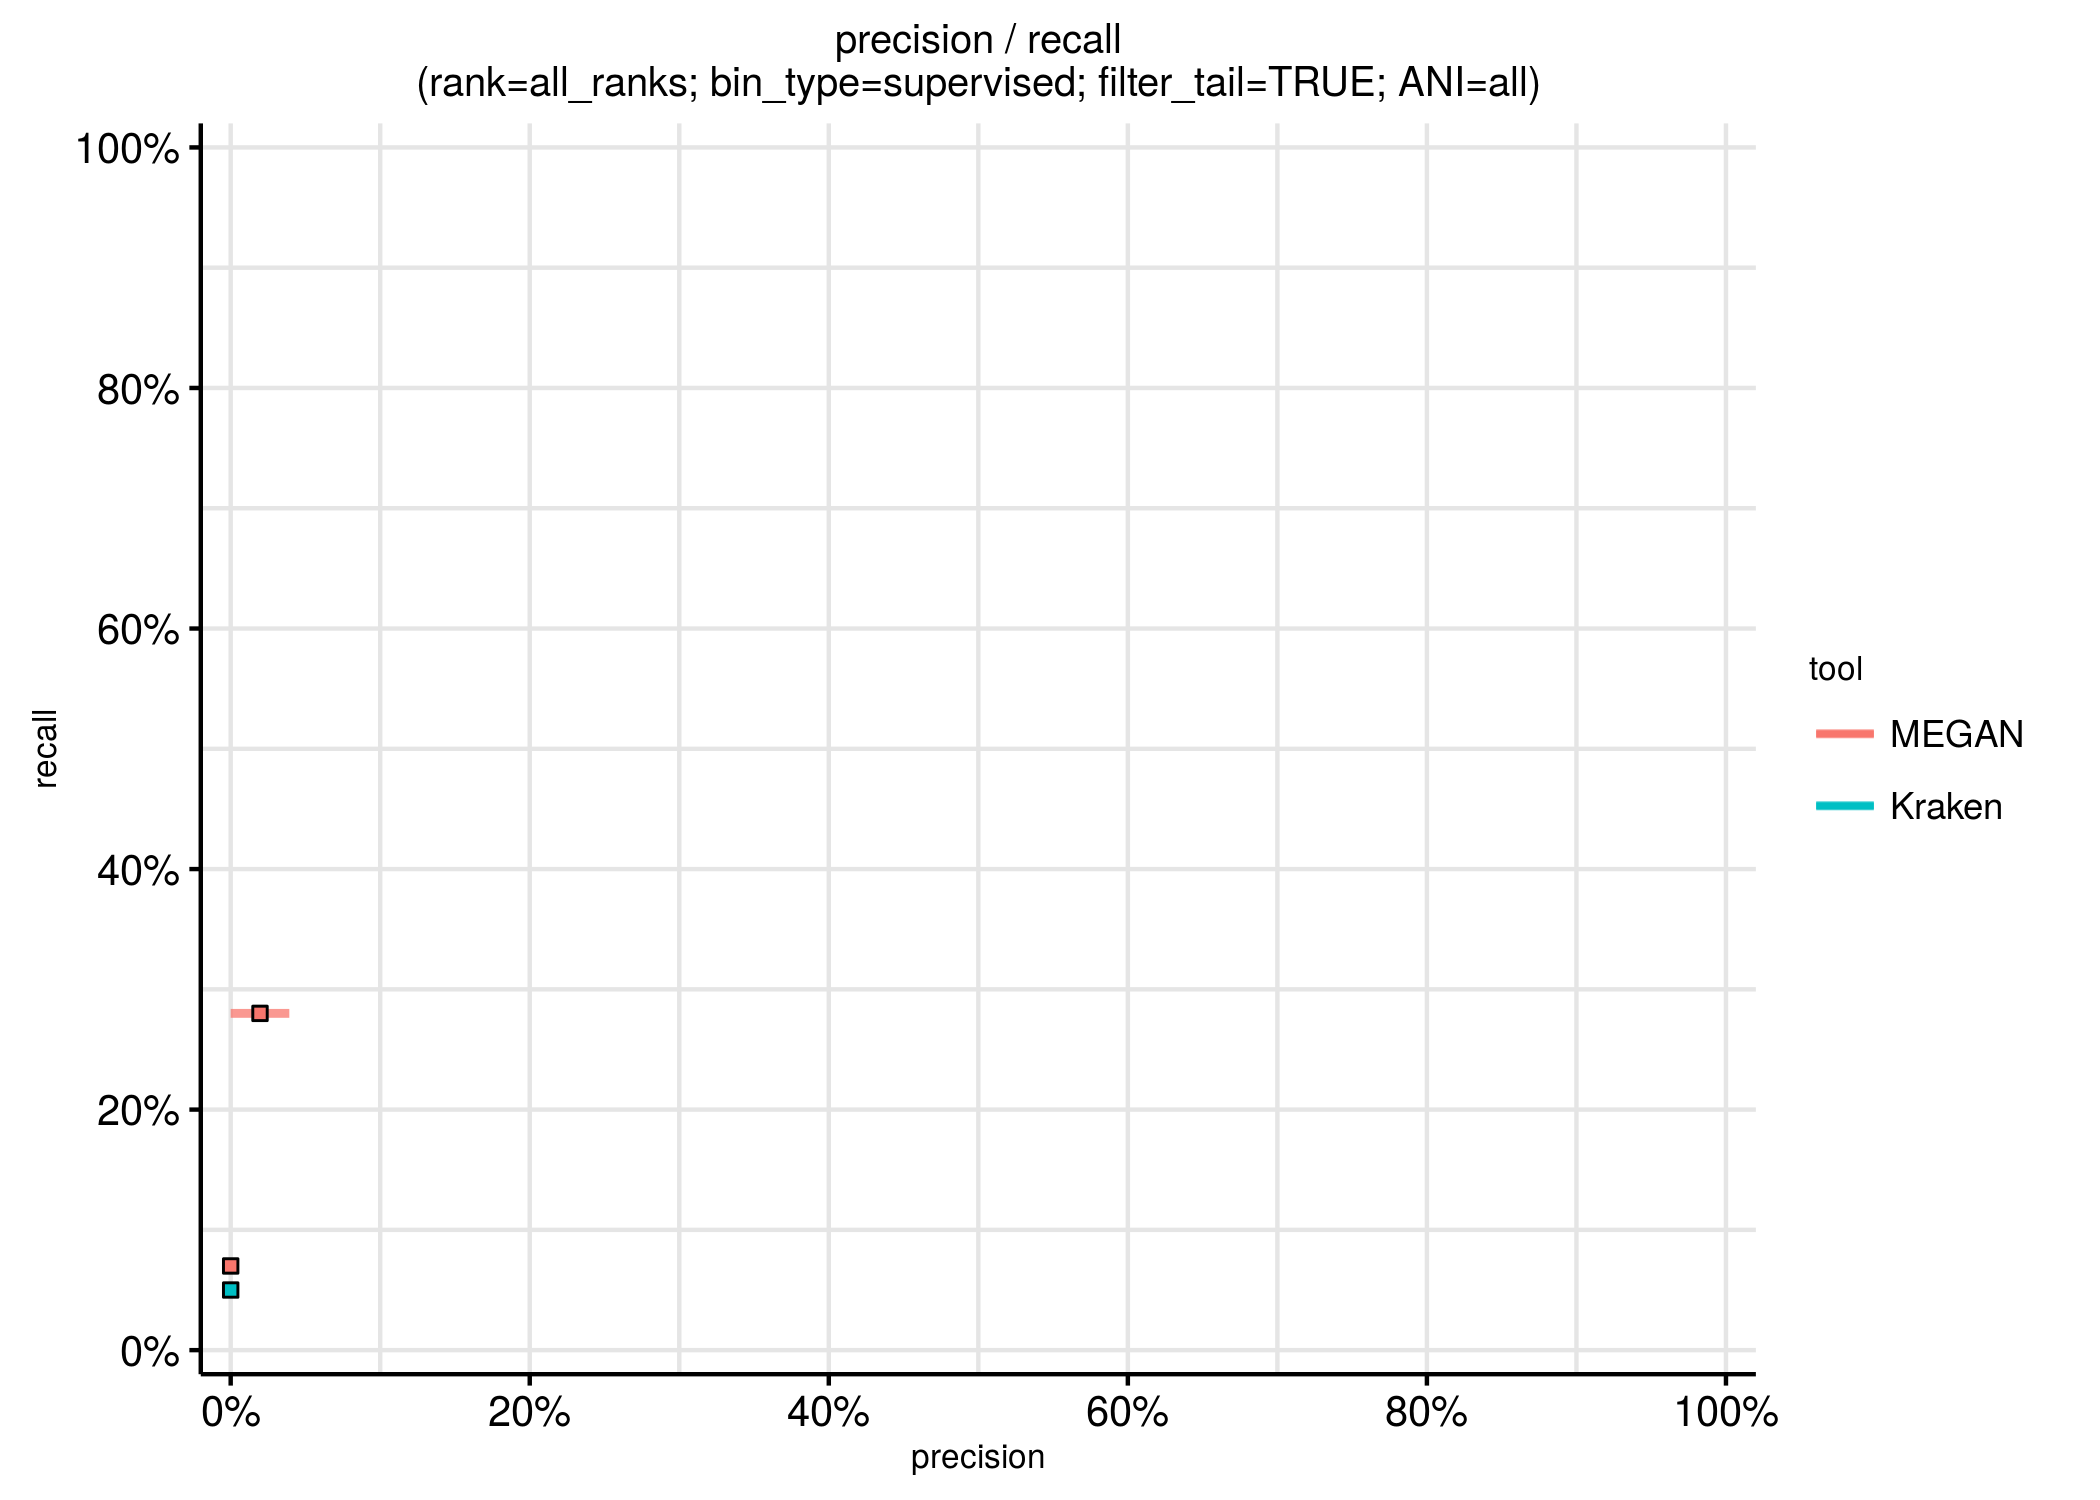 precision / recall
(rank=all_ranks; bin_type=supervised; filter_tail=TRUE; ANI=all)
100%
80%
60%
40%
20%
0%
recall
0%
20%
40%
60%
80%
100%
precision
tool
MEGAN
Kraken